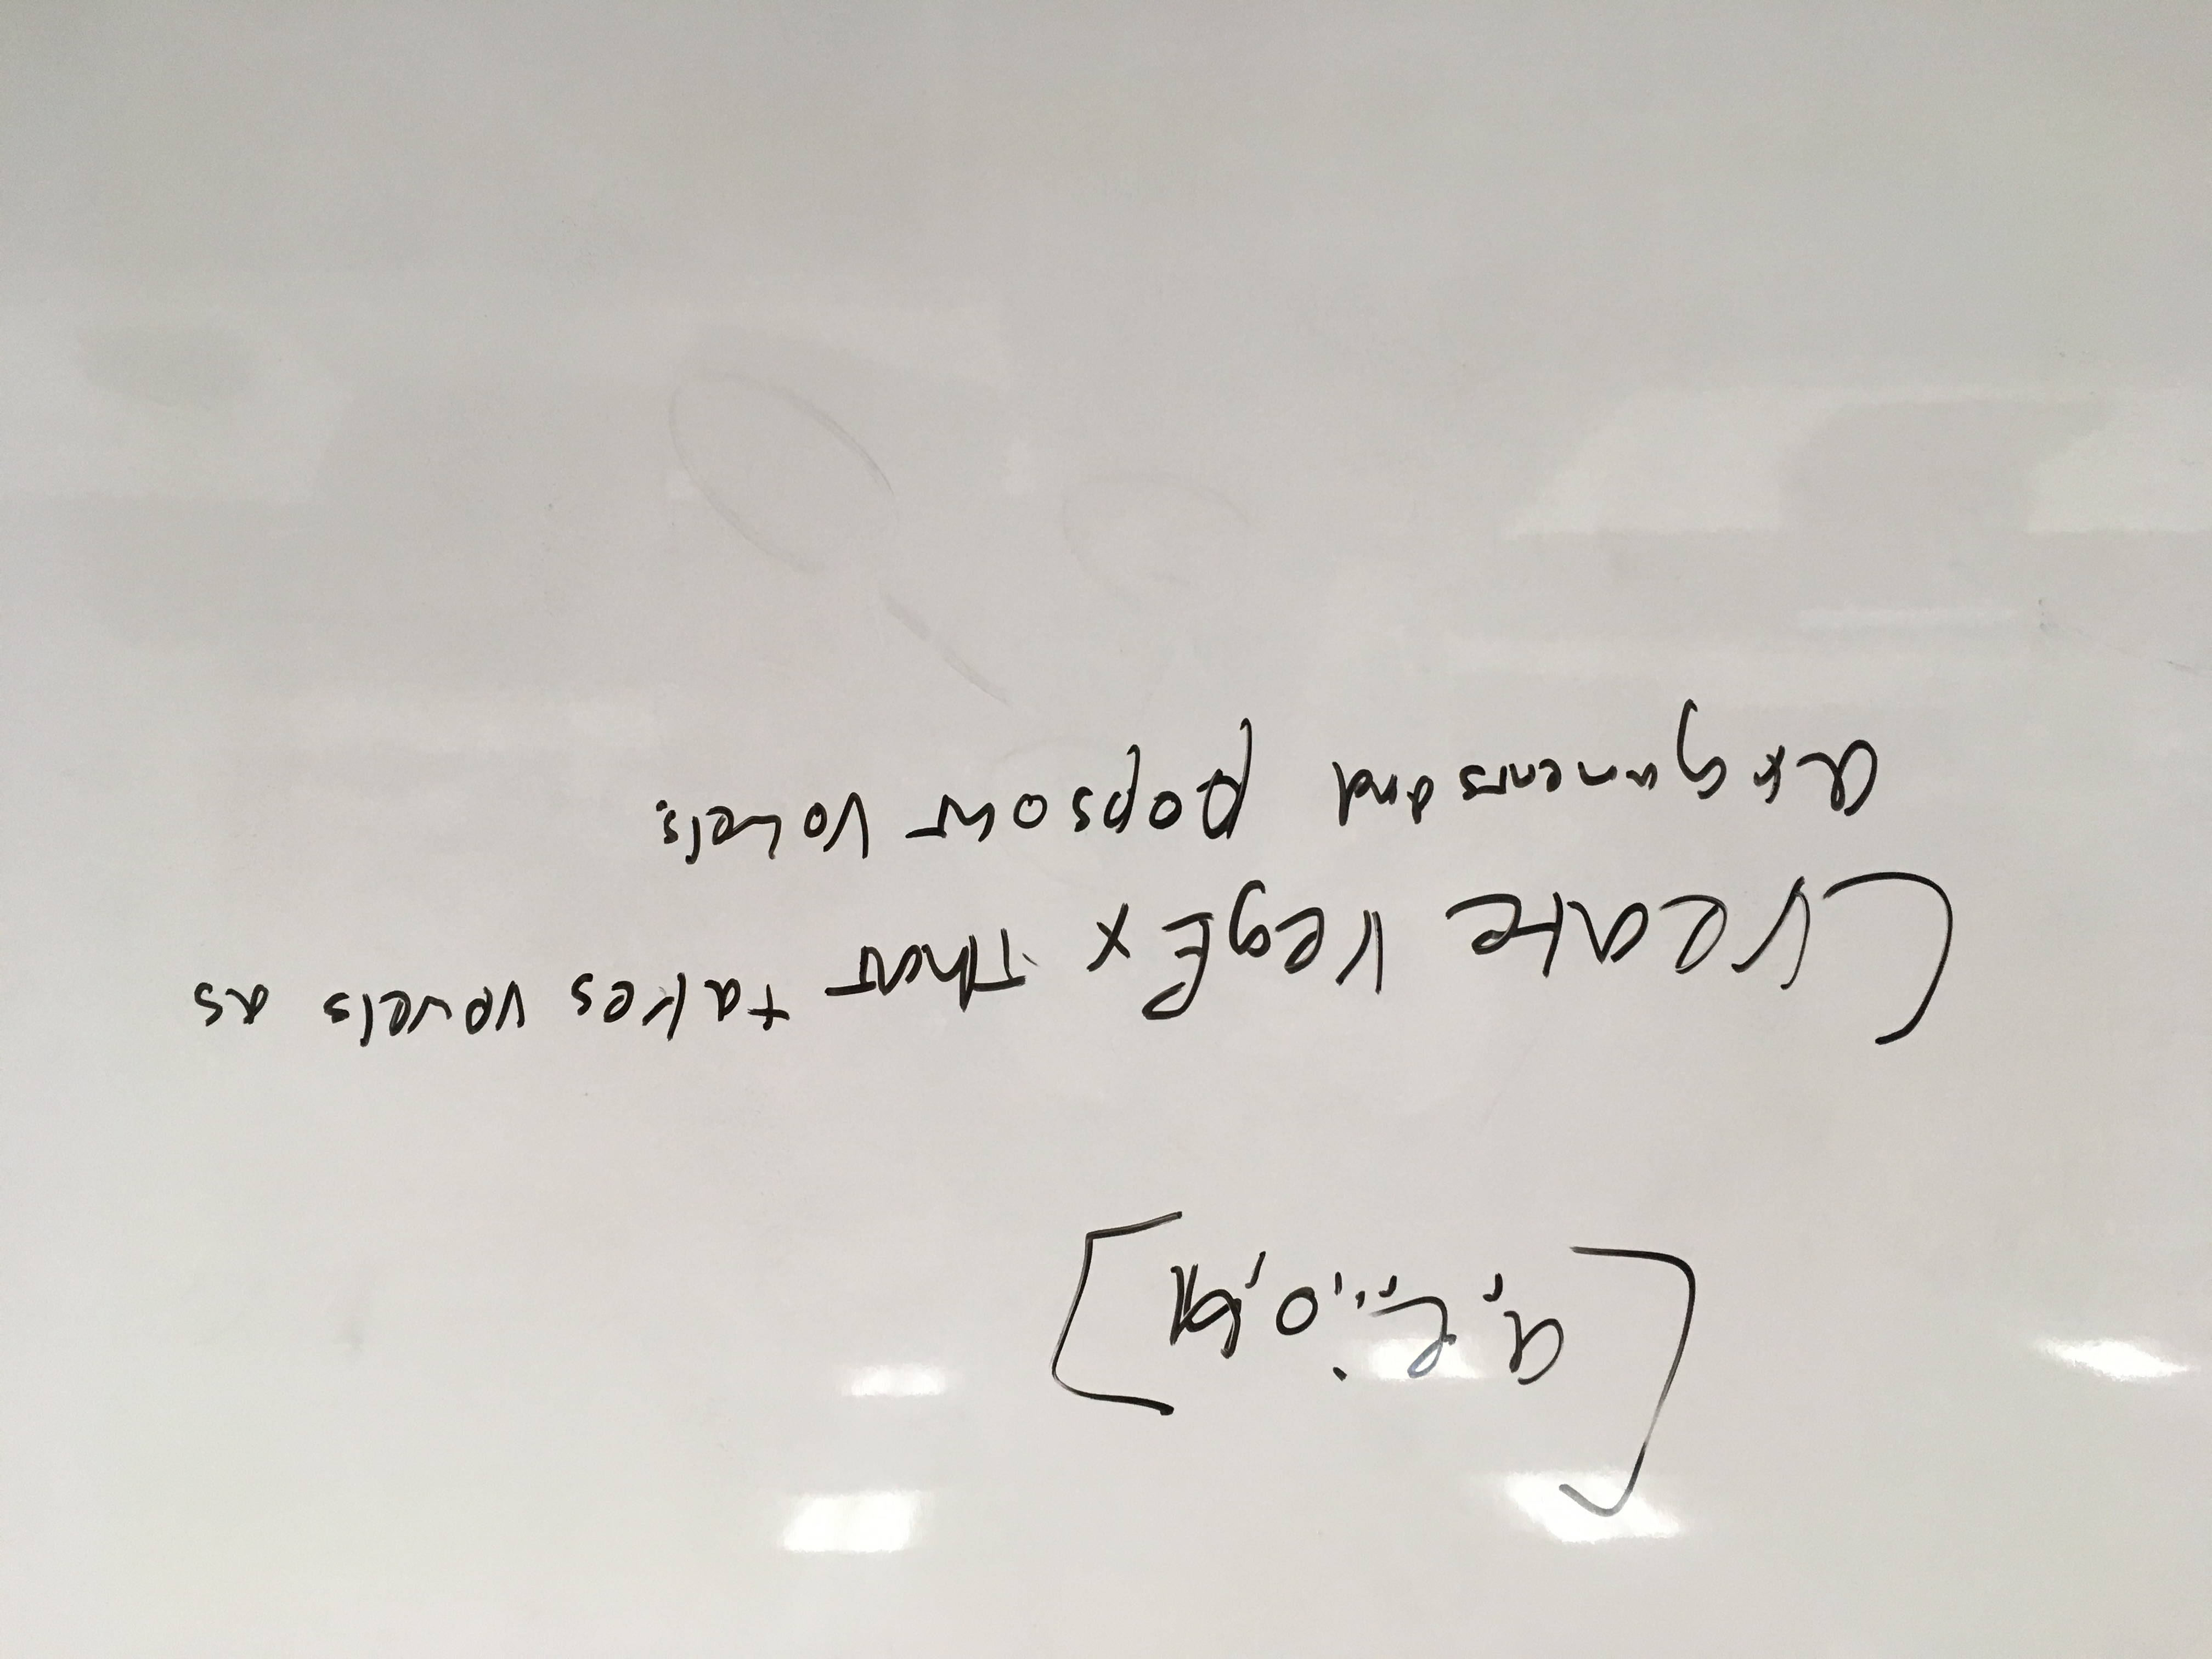 [a, e, i, o, u]
Create regEx that takes vowels as
arguments and pops out vowels.